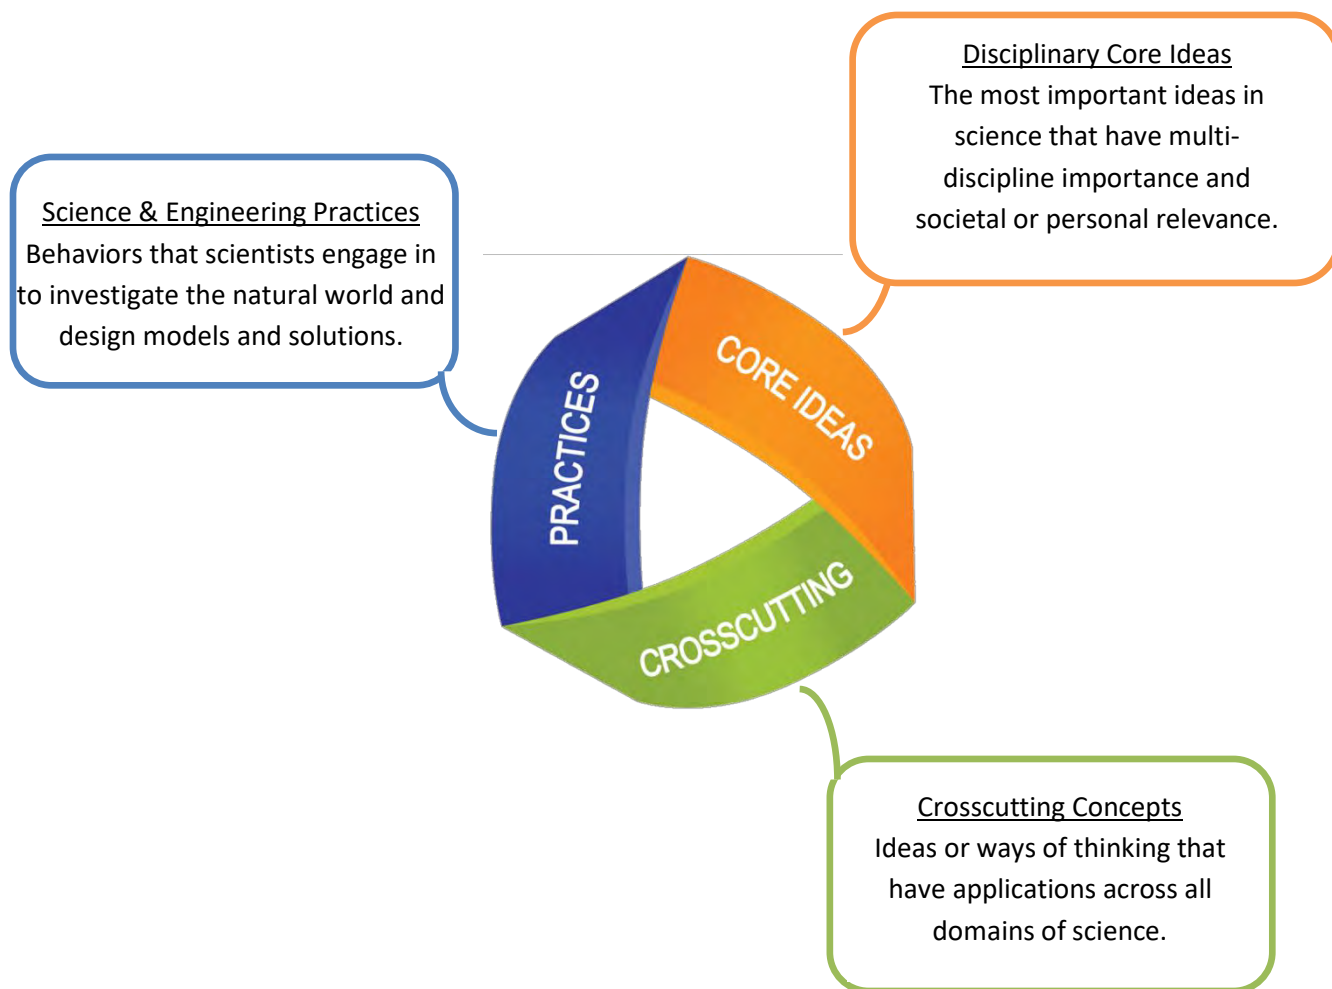 Disciplinary Core Ideas
The most important ideas in
science that have multi-
discipline importance and
societal or personal relevance.
Science & Engineering Practices
Behaviors that scientists engage in
to investigate the natural world and
design models and solutions.
PRACTICES
CORE IDEAS
CROSSCUTTING
Crosscutting Concepts
Ideas or ways of thinking that
have applications across all
domains of science.